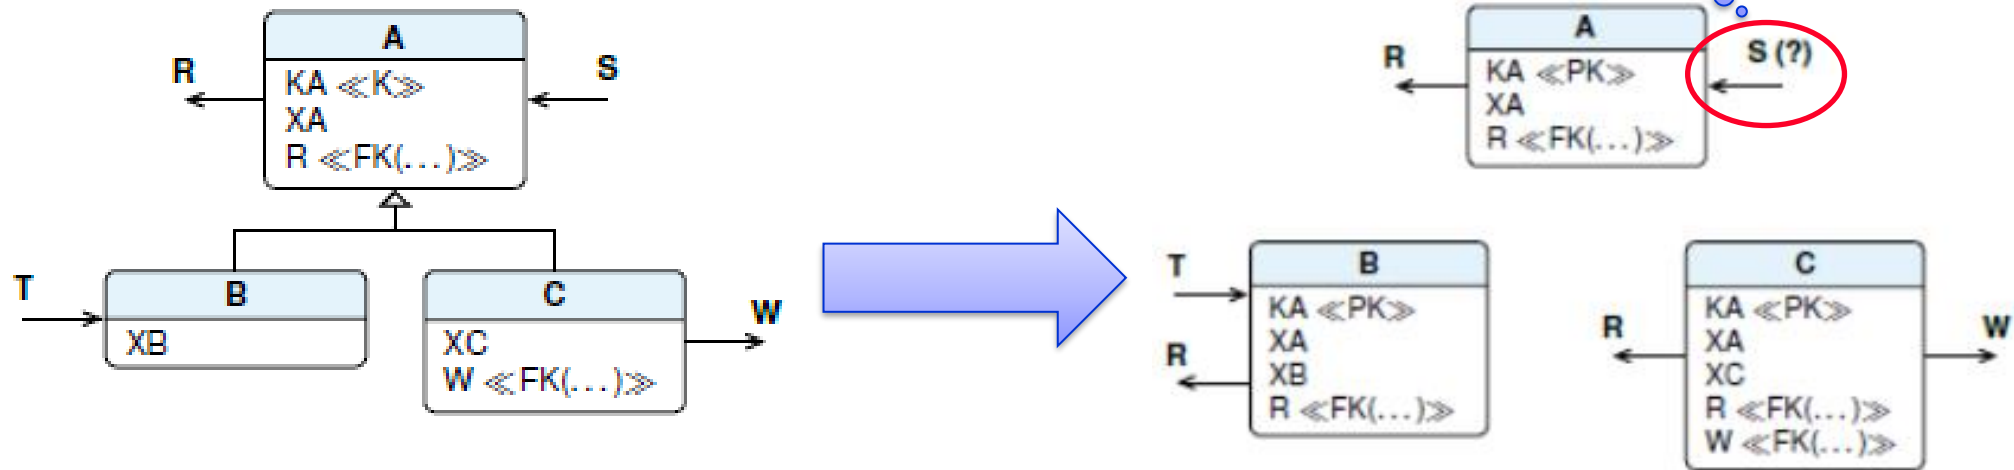 A
R
S
KA ≪K≫
XA
R ≪FK(...)≫
T
B
XB
C
W
XC
W ≪FK(...)≫
A
R
S (?)
KA ≪PK≫
XA
R ≪FK(...)≫
T
R
B
KA ≪PK≫
XA
XB
R ≪FK(...)≫
R
C
W
KA ≪PK≫
XA
XC
R ≪FK(...)≫
W ≪FK(...)≫